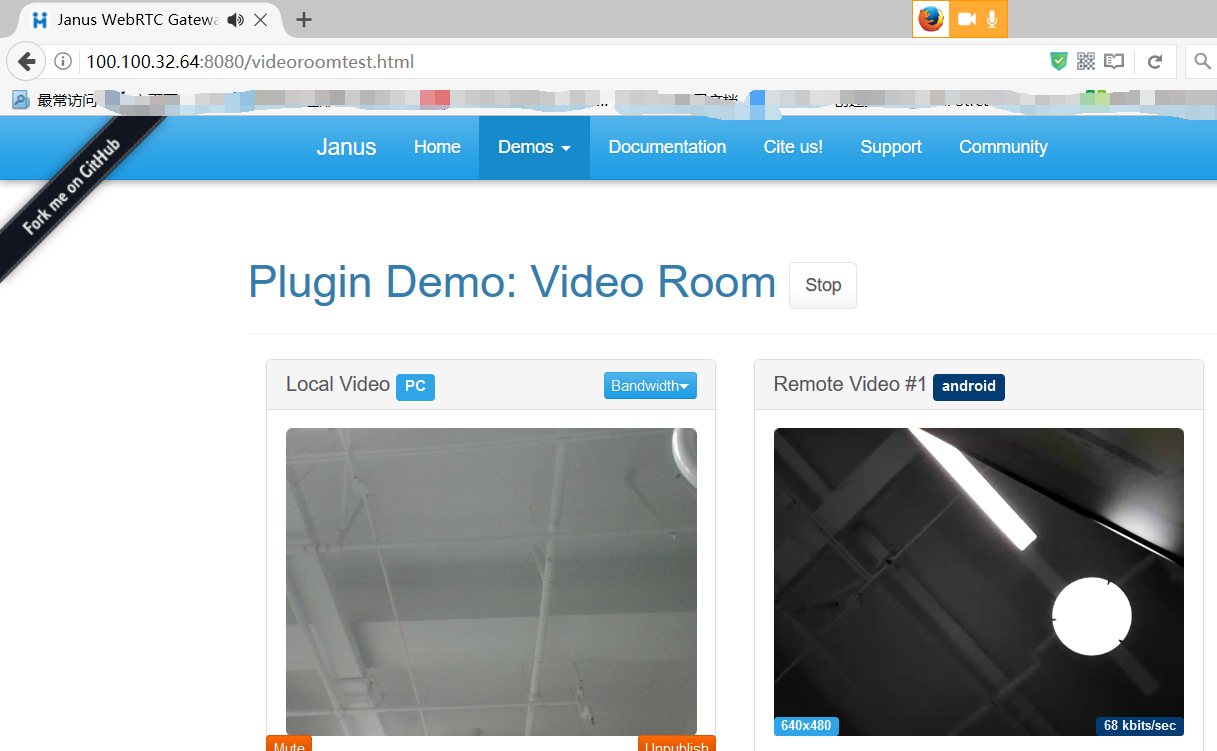 Janus WebRTC Gatewa
100.100.32.64:8080/videoroomtest.html
最常访问
Fork me on GitHub
Janus Home Demos Documentation Cite us! Support Community
Plugin Demo: Video Room Stop
Local Video PC Bandwidth
Remote Video #1 android
640x480 68 kbits/sec
Mute Unpublish